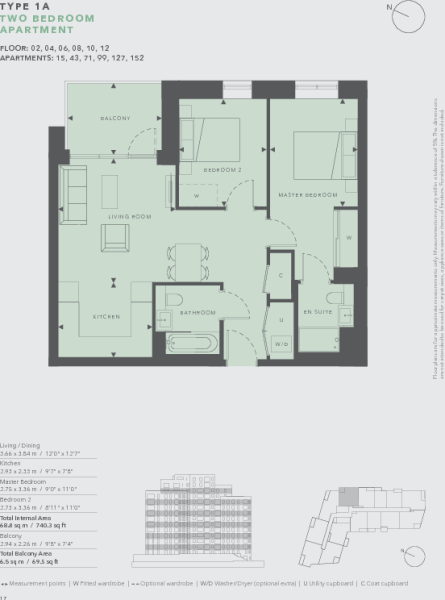 TYPE 1A
TWO BEDROOM
APARTMENT
FLOOR: 02, 04, 06, 08, 10, 12
APARTMENTS: 15, 43, 71, 99, 127, 152
N
BALCONY
BEDROOM 2
W
MASTER BEDROOM
LIVING ROOM
W
C
KITCHEN
BATHROOM
U
W/D
EN SUITE
Living / Dining
3.66 x 3.84 m / 12'0" x 12'7"
Kitchen
2.93 x 2.33 m / 9'7" x 7'8"
Master Bedroom
2.75 x 3.36 m / 9'0" x 11'0"
Bedroom 2
2.73 x 3.36 m / 8'11" x 11'0"
Total Internal Area
68.8 sq m / 740.3 sq ft
Balcony
2.94 x 2.26 m / 9'8" x 7'4"
Total Balcony Area
6.5 sq m / 69.5 sq ft
N
Measurement points | W Fitted wardrobe | Optional wardrobe | W/D Washer/Dryer (optional extra) | U Utility cupboard | C Coat cupboard